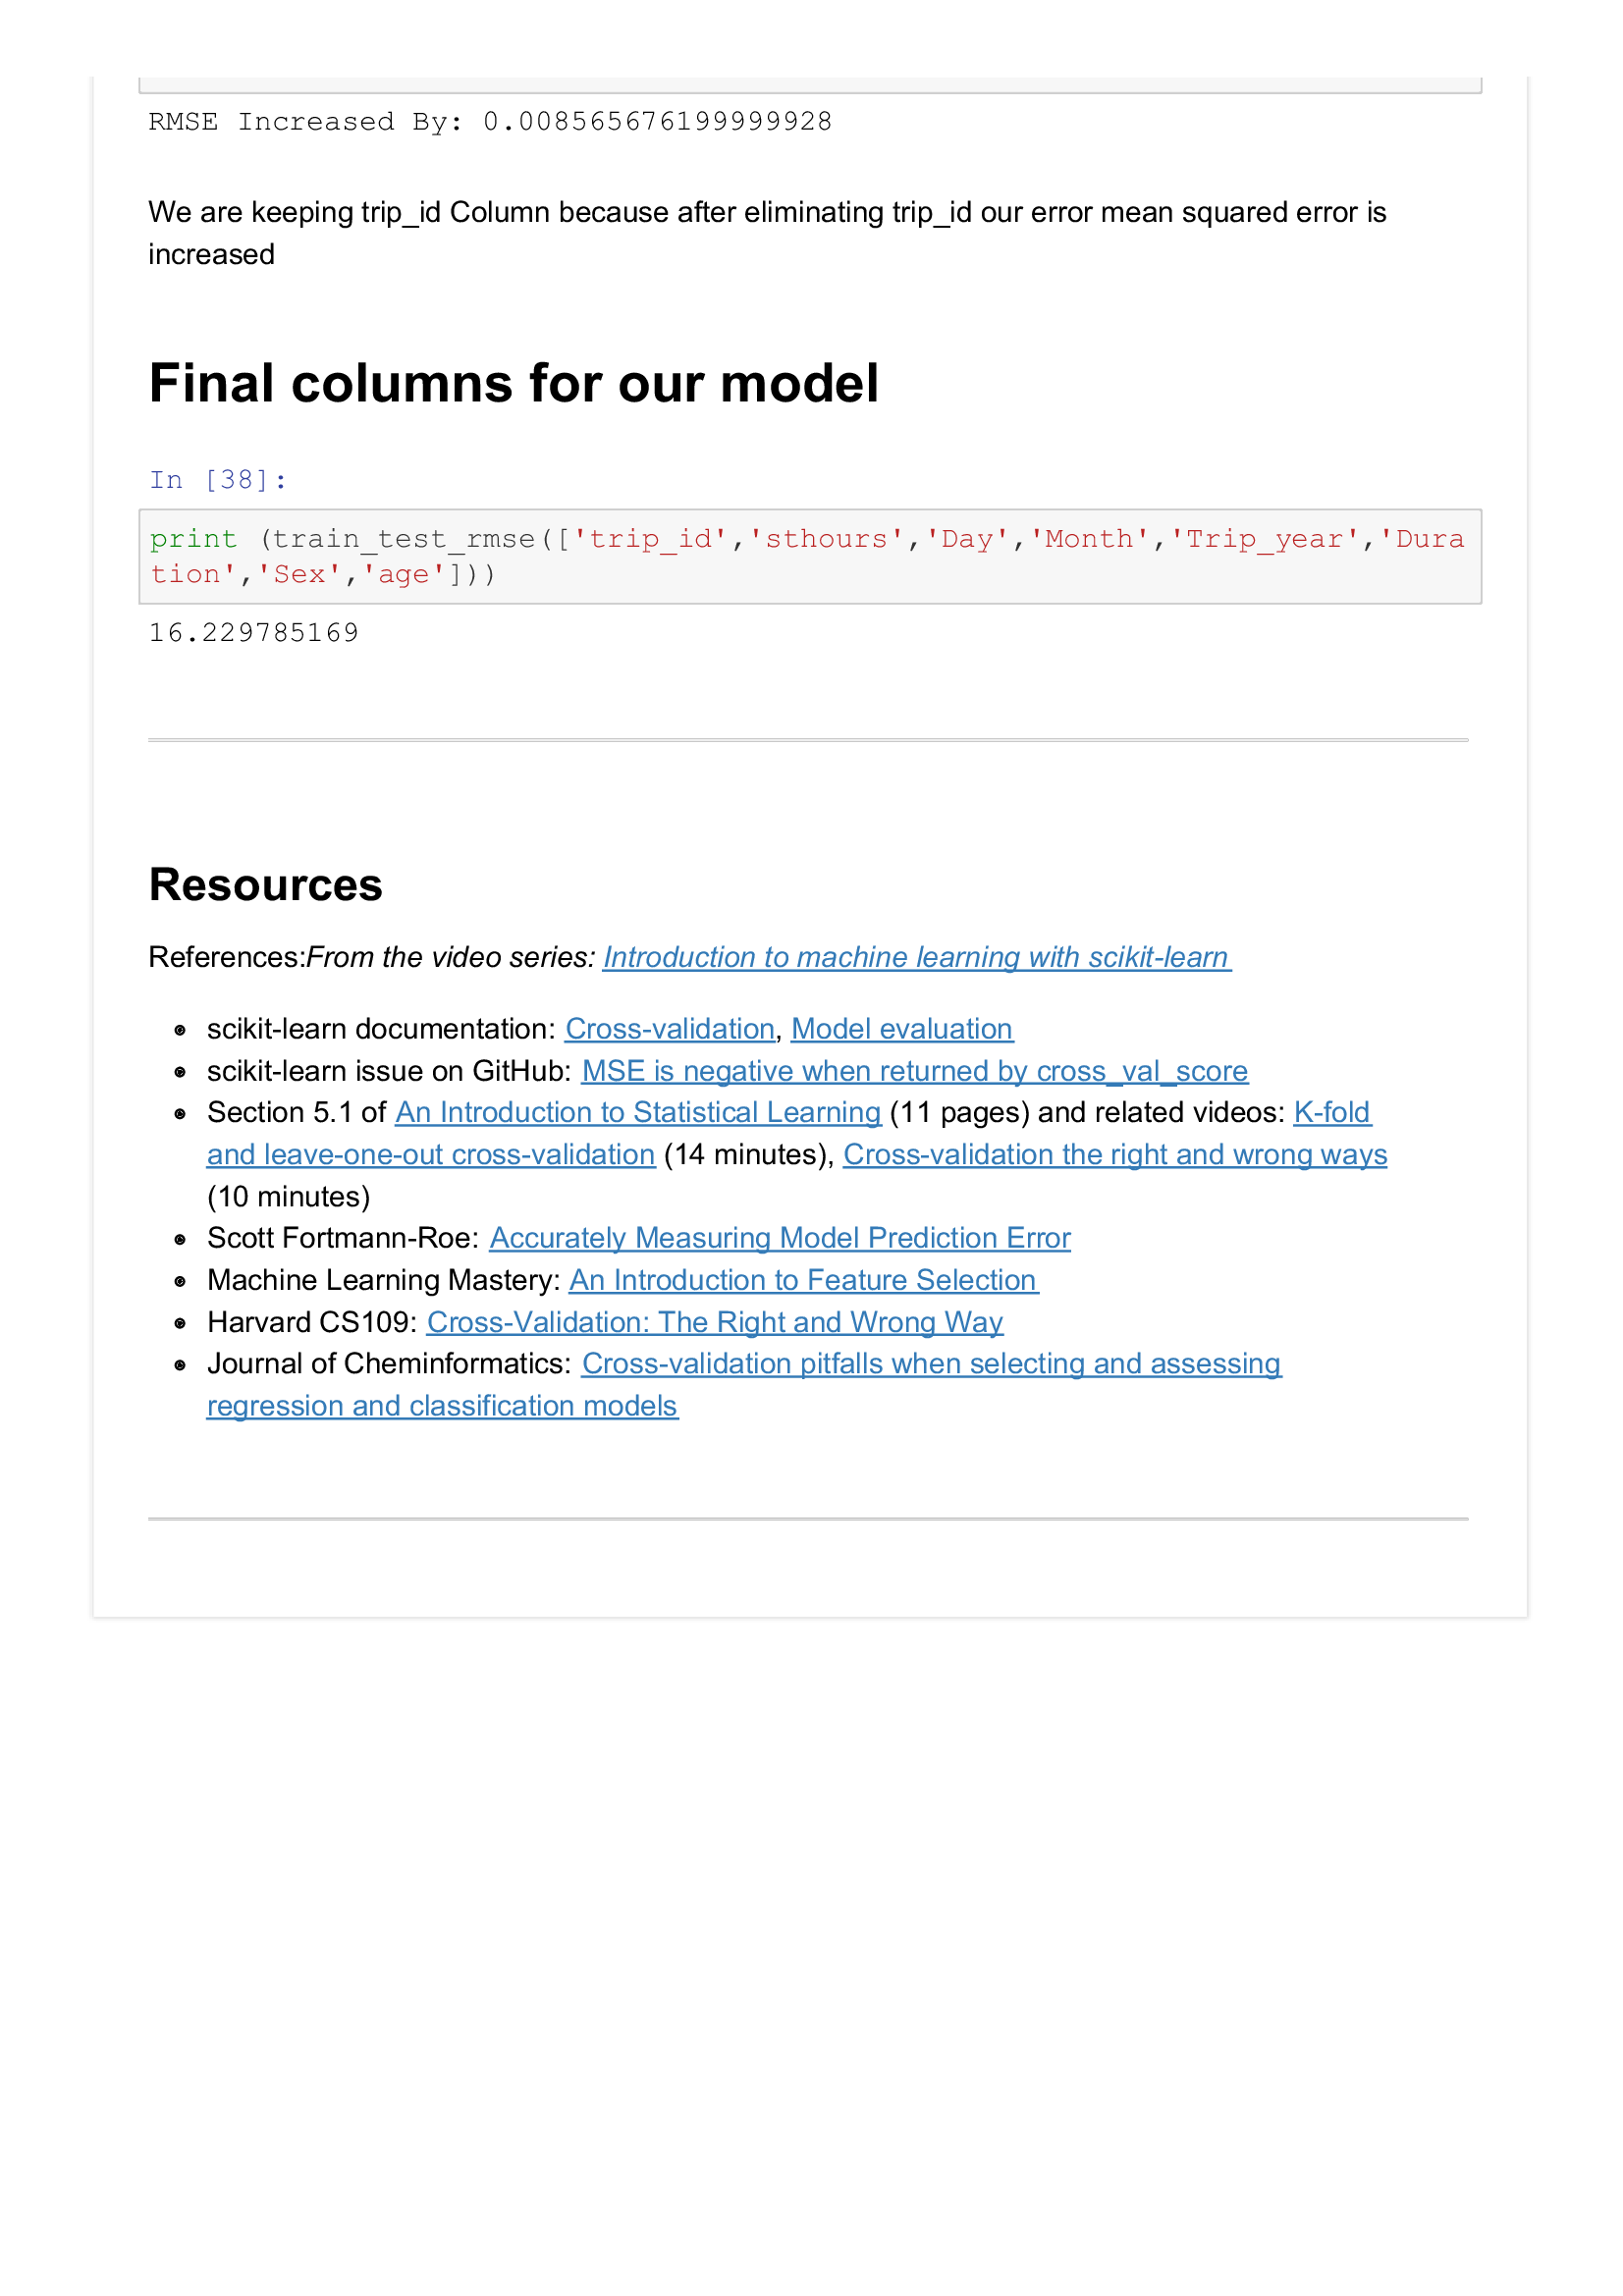 RMSE Increased By: 0.008565676199999928
We are keeping trip_id Column because after eliminating trip_id our error mean squared error is
increased
Final columns for our model
In [38]:
print (train_test_rmse(['trip_id','sthours','Day','Month','Trip_year','Dura
tion','Sex','age']))
16.229785169
Resources
References:From the video series: Introduction to machine learning with scikit-learn
• scikit-learn documentation: Cross-validation, Model evaluation
• scikit-learn issue on GitHub: MSE is negative when returned by cross_val_score
• Section 5.1 of An Introduction to Statistical Learning (11 pages) and related videos: K-fold
and leave-one-out cross-validation (14 minutes), Cross-validation the right and wrong ways
(10 minutes)
• Scott Fortmann-Roe: Accurately Measuring Model Prediction Error
• Machine Learning Mastery: An Introduction to Feature Selection
• Harvard CS109: Cross-Validation: The Right and Wrong Way
• Journal of Cheminformatics: Cross-validation pitfalls when selecting and assessing
regression and classification models